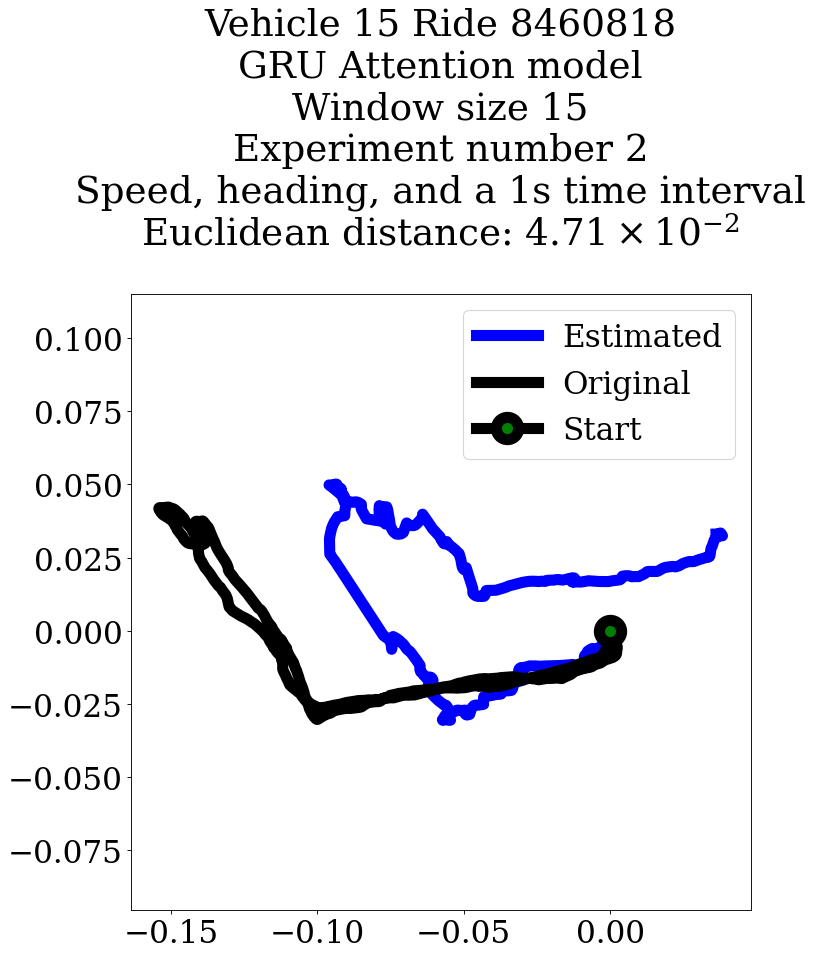 Vehicle 15 Ride 8460818
GRU Attention model
Window size 15
Experiment number 2
Speed, heading, and a 1s time interval
Euclidean distance: 4.71 × 10⁻²
Estimated
Original
Start
0.100
0.075
0.050
0.025
0.000
−0.025
−0.050
−0.075
−0.15 −0.10 −0.05 0.00